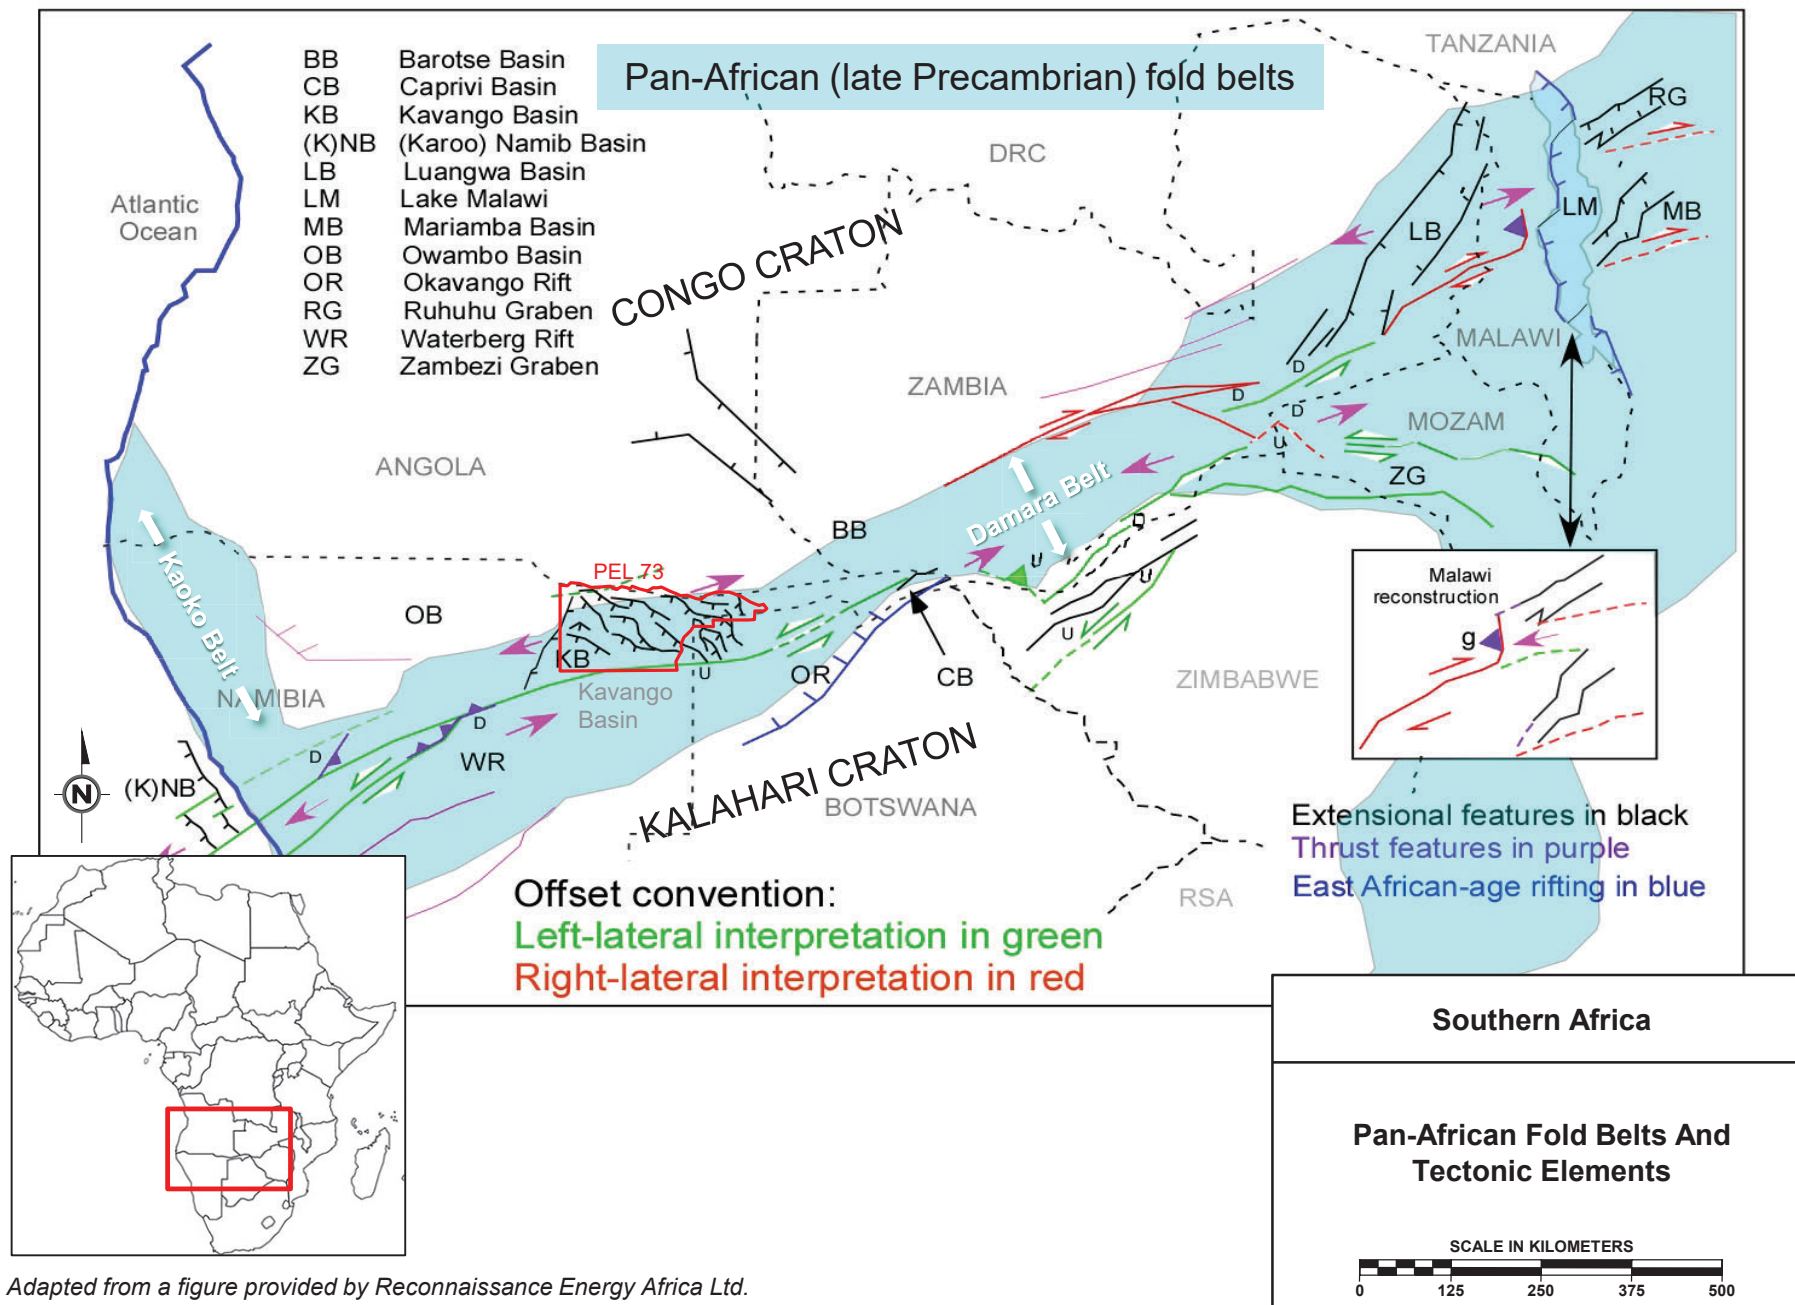 Pan-African (late Precambrian) fold belts
BB Barotse Basin
CB Caprivi Basin
KB Kavango Basin
(K)NB (Karoo) Namib Basin
LB Luangwa Basin
LM Lake Malawi
MB Mariamba Basin
OB Owambo Basin
OR Okavango Rift
RG Ruhuhu Graben
WR Waterberg Rift
ZG Zambezi Graben
Atlantic
Ocean
TANZANIA
RG
DRC
LM
MB
LB
CONGO CRATON
MALAWI
ZAMBIA
D
D
D
MOZAM
U
ANGOLA
ZG
Damara Belt
BB
D
U
U
U
Kaoko Belt
PEL 73
OB
KB
U
Kavango
Basin
OR
CB
ZIMBABWE
NAMIBIA
D
D
WR
(K)NB
N
KALAHARI CRATON
BOTSWANA
RSA
Malawi
reconstruction
g
Extensional features in black
Thrust features in purple
East African-age rifting in blue
Offset convention:
Left-lateral interpretation in green
Right-lateral interpretation in red
Southern Africa
Pan-African Fold Belts And
Tectonic Elements
SCALE IN KILOMETERS
0 125 250 375 500
Adapted from a figure provided by Reconnaissance Energy Africa Ltd.